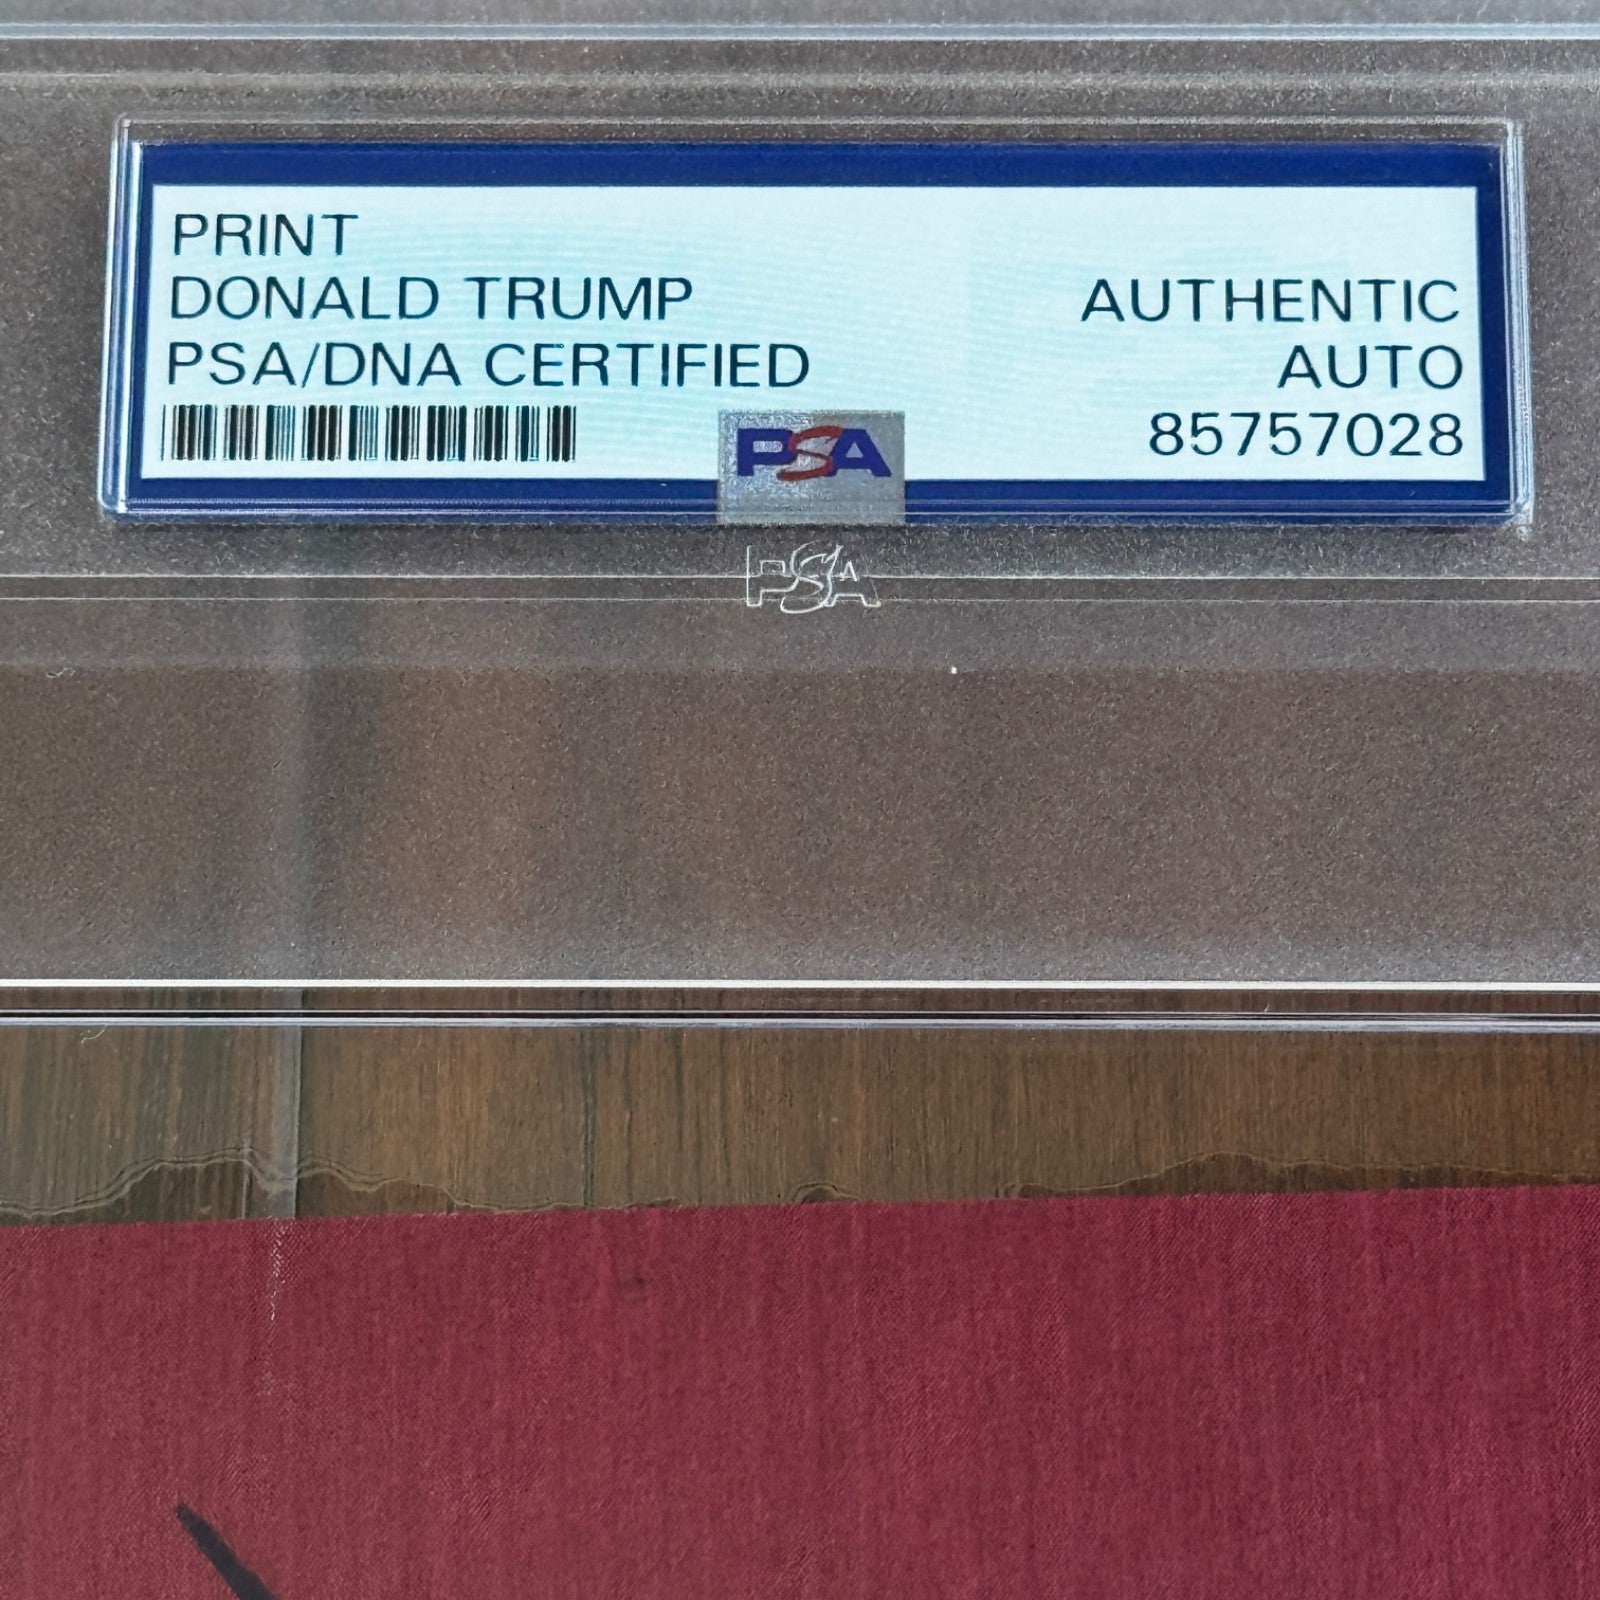 PRINT
DONALD TRUMP
PSA/DNA CERTIFIED
AUTHENTIC
AUTO
85757028
PSA
PSA